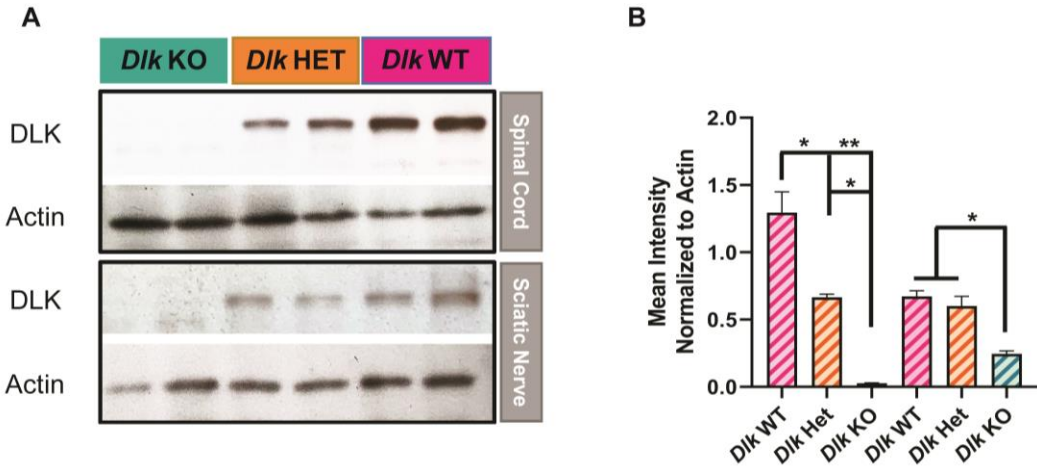 A
Dlk KO Dlk HET Dlk WT
DLK
Actin
Spinal Cord
DLK
Actin
Sciatic Nerve
B
Mean Intensity
Normalized to Actin
2.0
1.5
1.0
0.5
0.0
* **
*
*
Dlk WT
Dlk Het
Dlk KO
Dlk WT
Dlk Het
Dlk KO